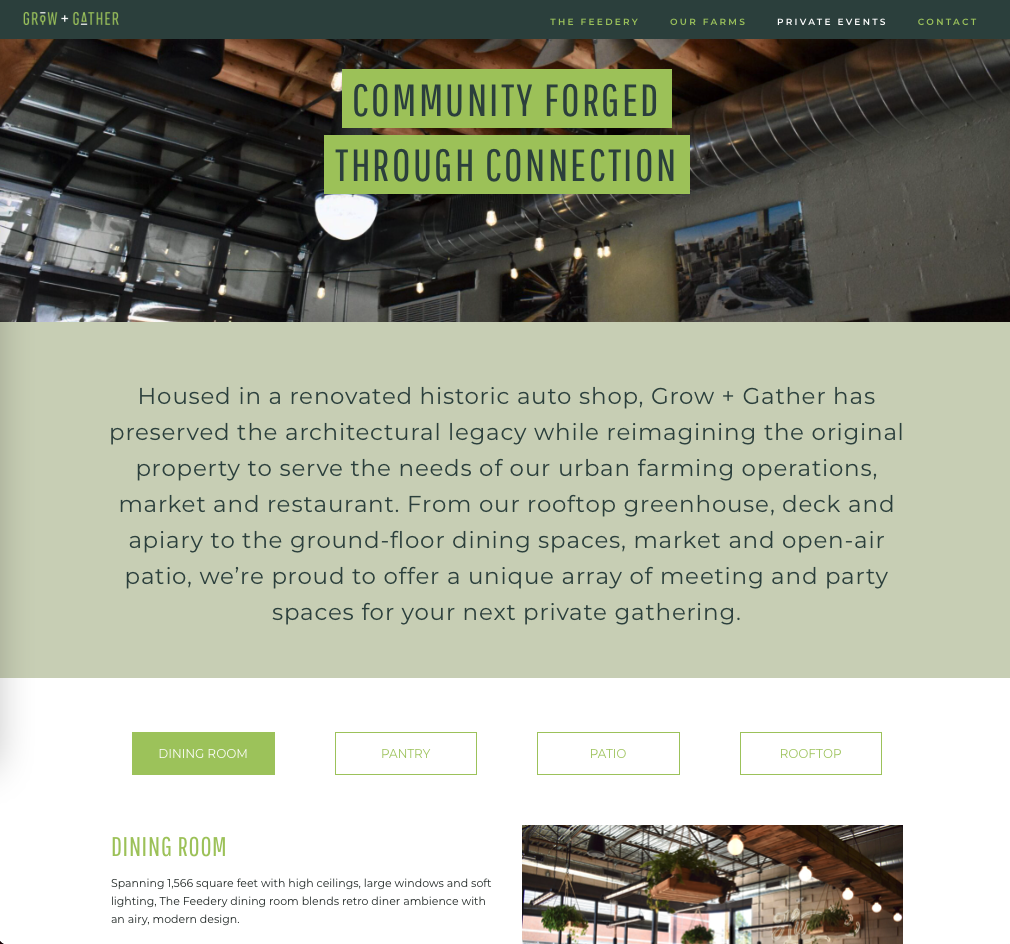 GROW + GATHER
THE FEEDERY
OUR FARMS
PRIVATE EVENTS
CONTACT
COMMUNITY FORGED
THROUGH CONNECTION
Housed in a renovated historic auto shop, Grow + Gather has
preserved the architectural legacy while reimagining the original
property to serve the needs of our urban farming operations,
market and restaurant. From our rooftop greenhouse, deck and
apiary to the ground-floor dining spaces, market and open-air
patio, we’re proud to offer a unique array of meeting and party
spaces for your next private gathering.
DINING ROOM
PANTRY
PATIO
ROOFTOP
DINING ROOM
Spanning 1,566 square feet with high ceilings, large windows and soft
lighting, The Feedery dining room blends retro diner ambience with
an airy, modern design.